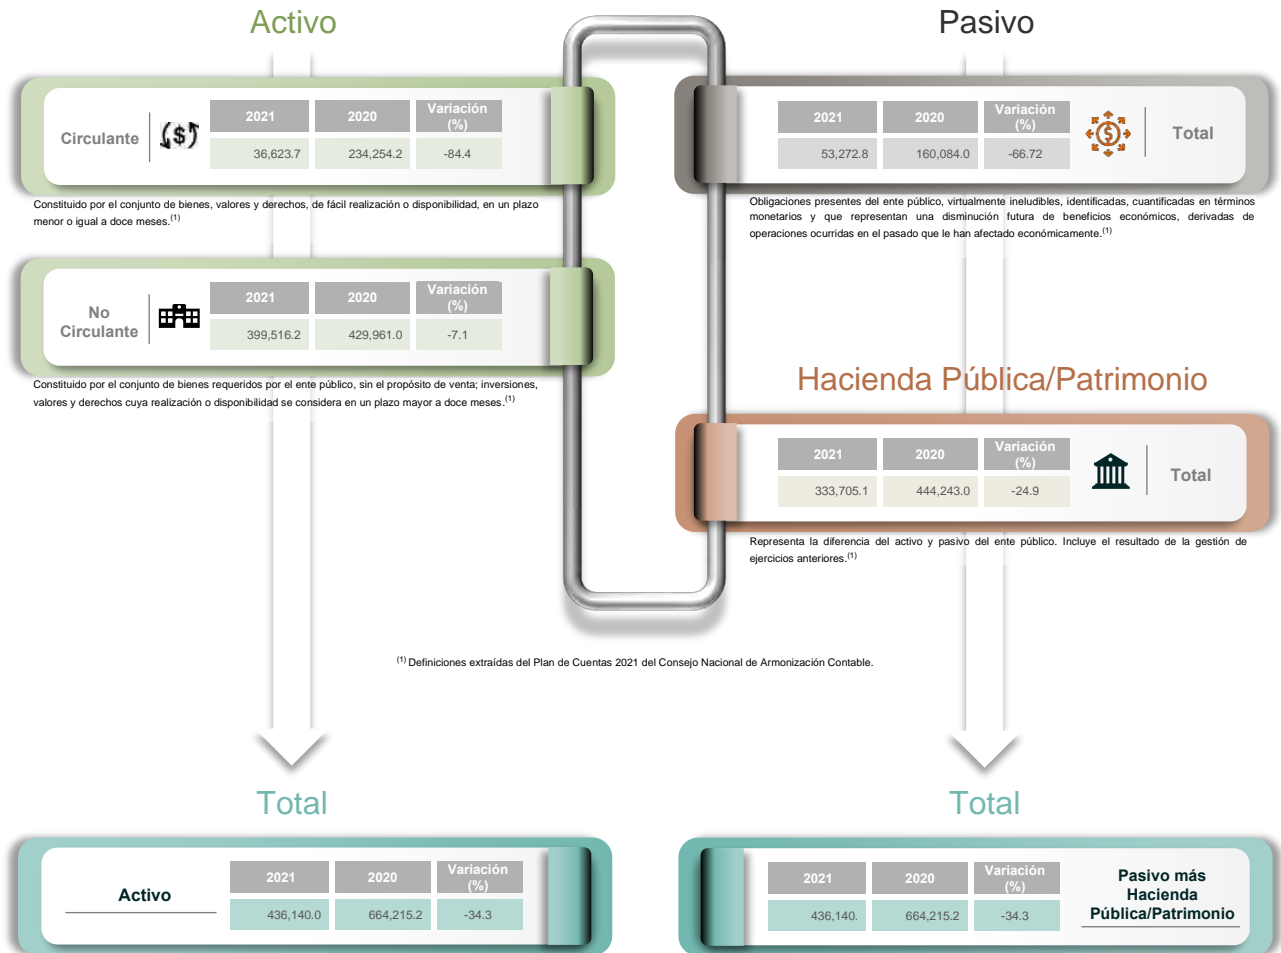 Activo
Circulante
2021 2020 Variación (%)
36,623.7 234,254.2 -84.4
Constituido por el conjunto de bienes, valores y derechos, de fácil realización o disponibilidad, en un plazo
menor o igual a doce meses.(1)
No
Circulante
2021 2020 Variación (%)
399,516.2 429,961.0 -7.1
Constituido por el conjunto de bienes requeridos por el ente público, sin el propósito de venta; inversiones,
valores y derechos cuya realización o disponibilidad se considera en un plazo mayor a doce meses.(1)
Pasivo
2021 2020 Variación (%)
53,272.8 160,084.0 -66.72
Total
Obligaciones presentes del ente público, virtualmente ineludibles, identificadas, cuantificadas en términos
monetarios y que representan una disminución futura de beneficios económicos, derivadas de
operaciones ocurridas en el pasado que le han afectado económicamente.(1)
Hacienda Pública/Patrimonio
2021 2020 Variación (%)
333,705.1 444,243.0 -24.9
Total
Representa la diferencia del activo y pasivo del ente público. Incluye el resultado de la gestión de
ejercicios anteriores.(1)
(1) Definiciones extraídas del Plan de Cuentas 2021 del Consejo Nacional de Armonización Contable.
Total
Activo
2021 2020 Variación (%)
436,140.0 664,215.2 -34.3
Total
2021 2020 Variación (%)
436,140. 664,215.2 -34.3
Pasivo más
Hacienda
Pública/Patrimonio